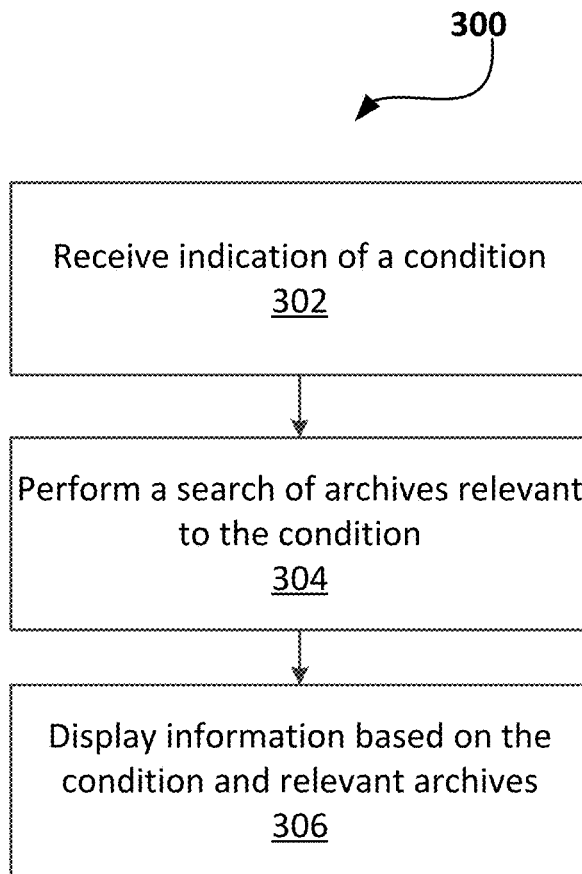 300
Receive indication of a condition
302
Perform a search of archives relevant
to the condition
304
Display information based on the
condition and relevant archives
306